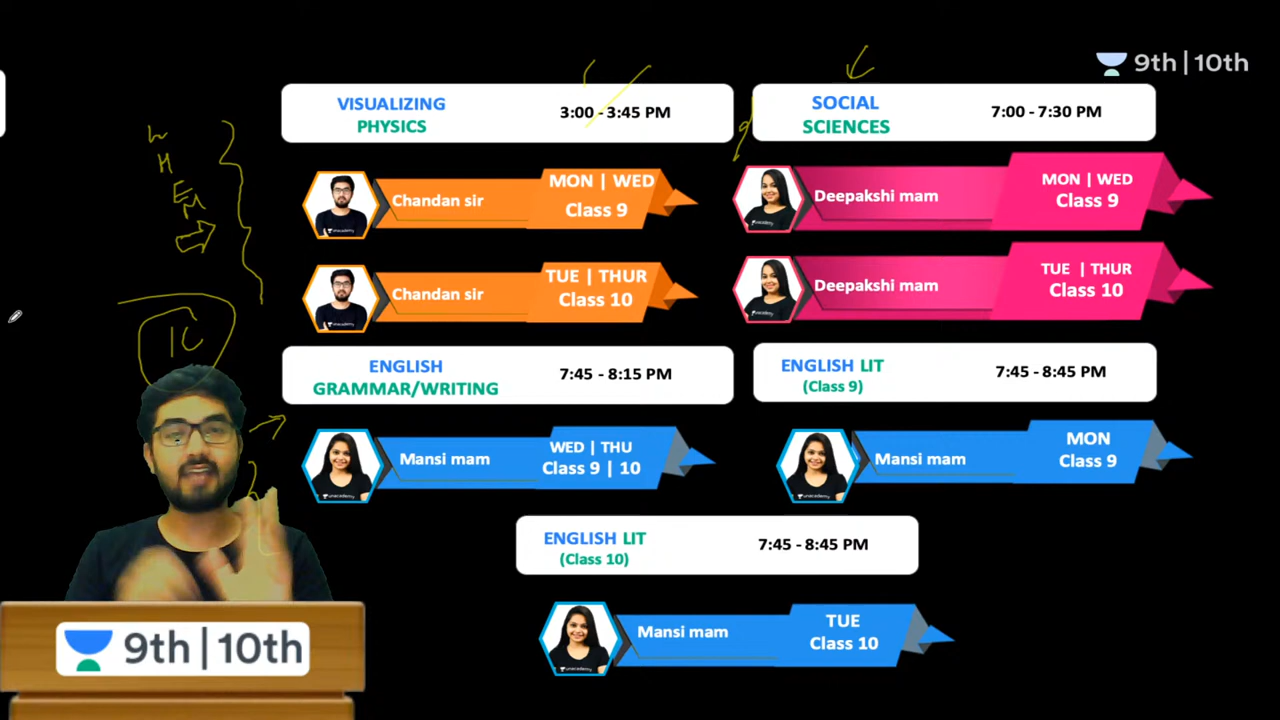 9th|10th
VISUALIZING
PHYSICS
3:00 - 3:45 PM
SOCIAL
SCIENCES
7:00 - 7:30 PM
Chandan sir
MON | WED
Class 9
Deepakshi mam
MON | WED
Class 9
Chandan sir
TUE | THUR
Class 10
Deepakshi mam
TUE | THUR
Class 10
ENGLISH
GRAMMAR/WRITING
7:45 - 8:15 PM
ENGLISH LIT
(Class 9)
7:45 - 8:45 PM
Mansi mam
WED | THU
Class 9 | 10
Mansi mam
MON
Class 9
ENGLISH LIT
(Class 10)
7:45 - 8:45 PM
Mansi mam
TUE
Class 10
9th|10th